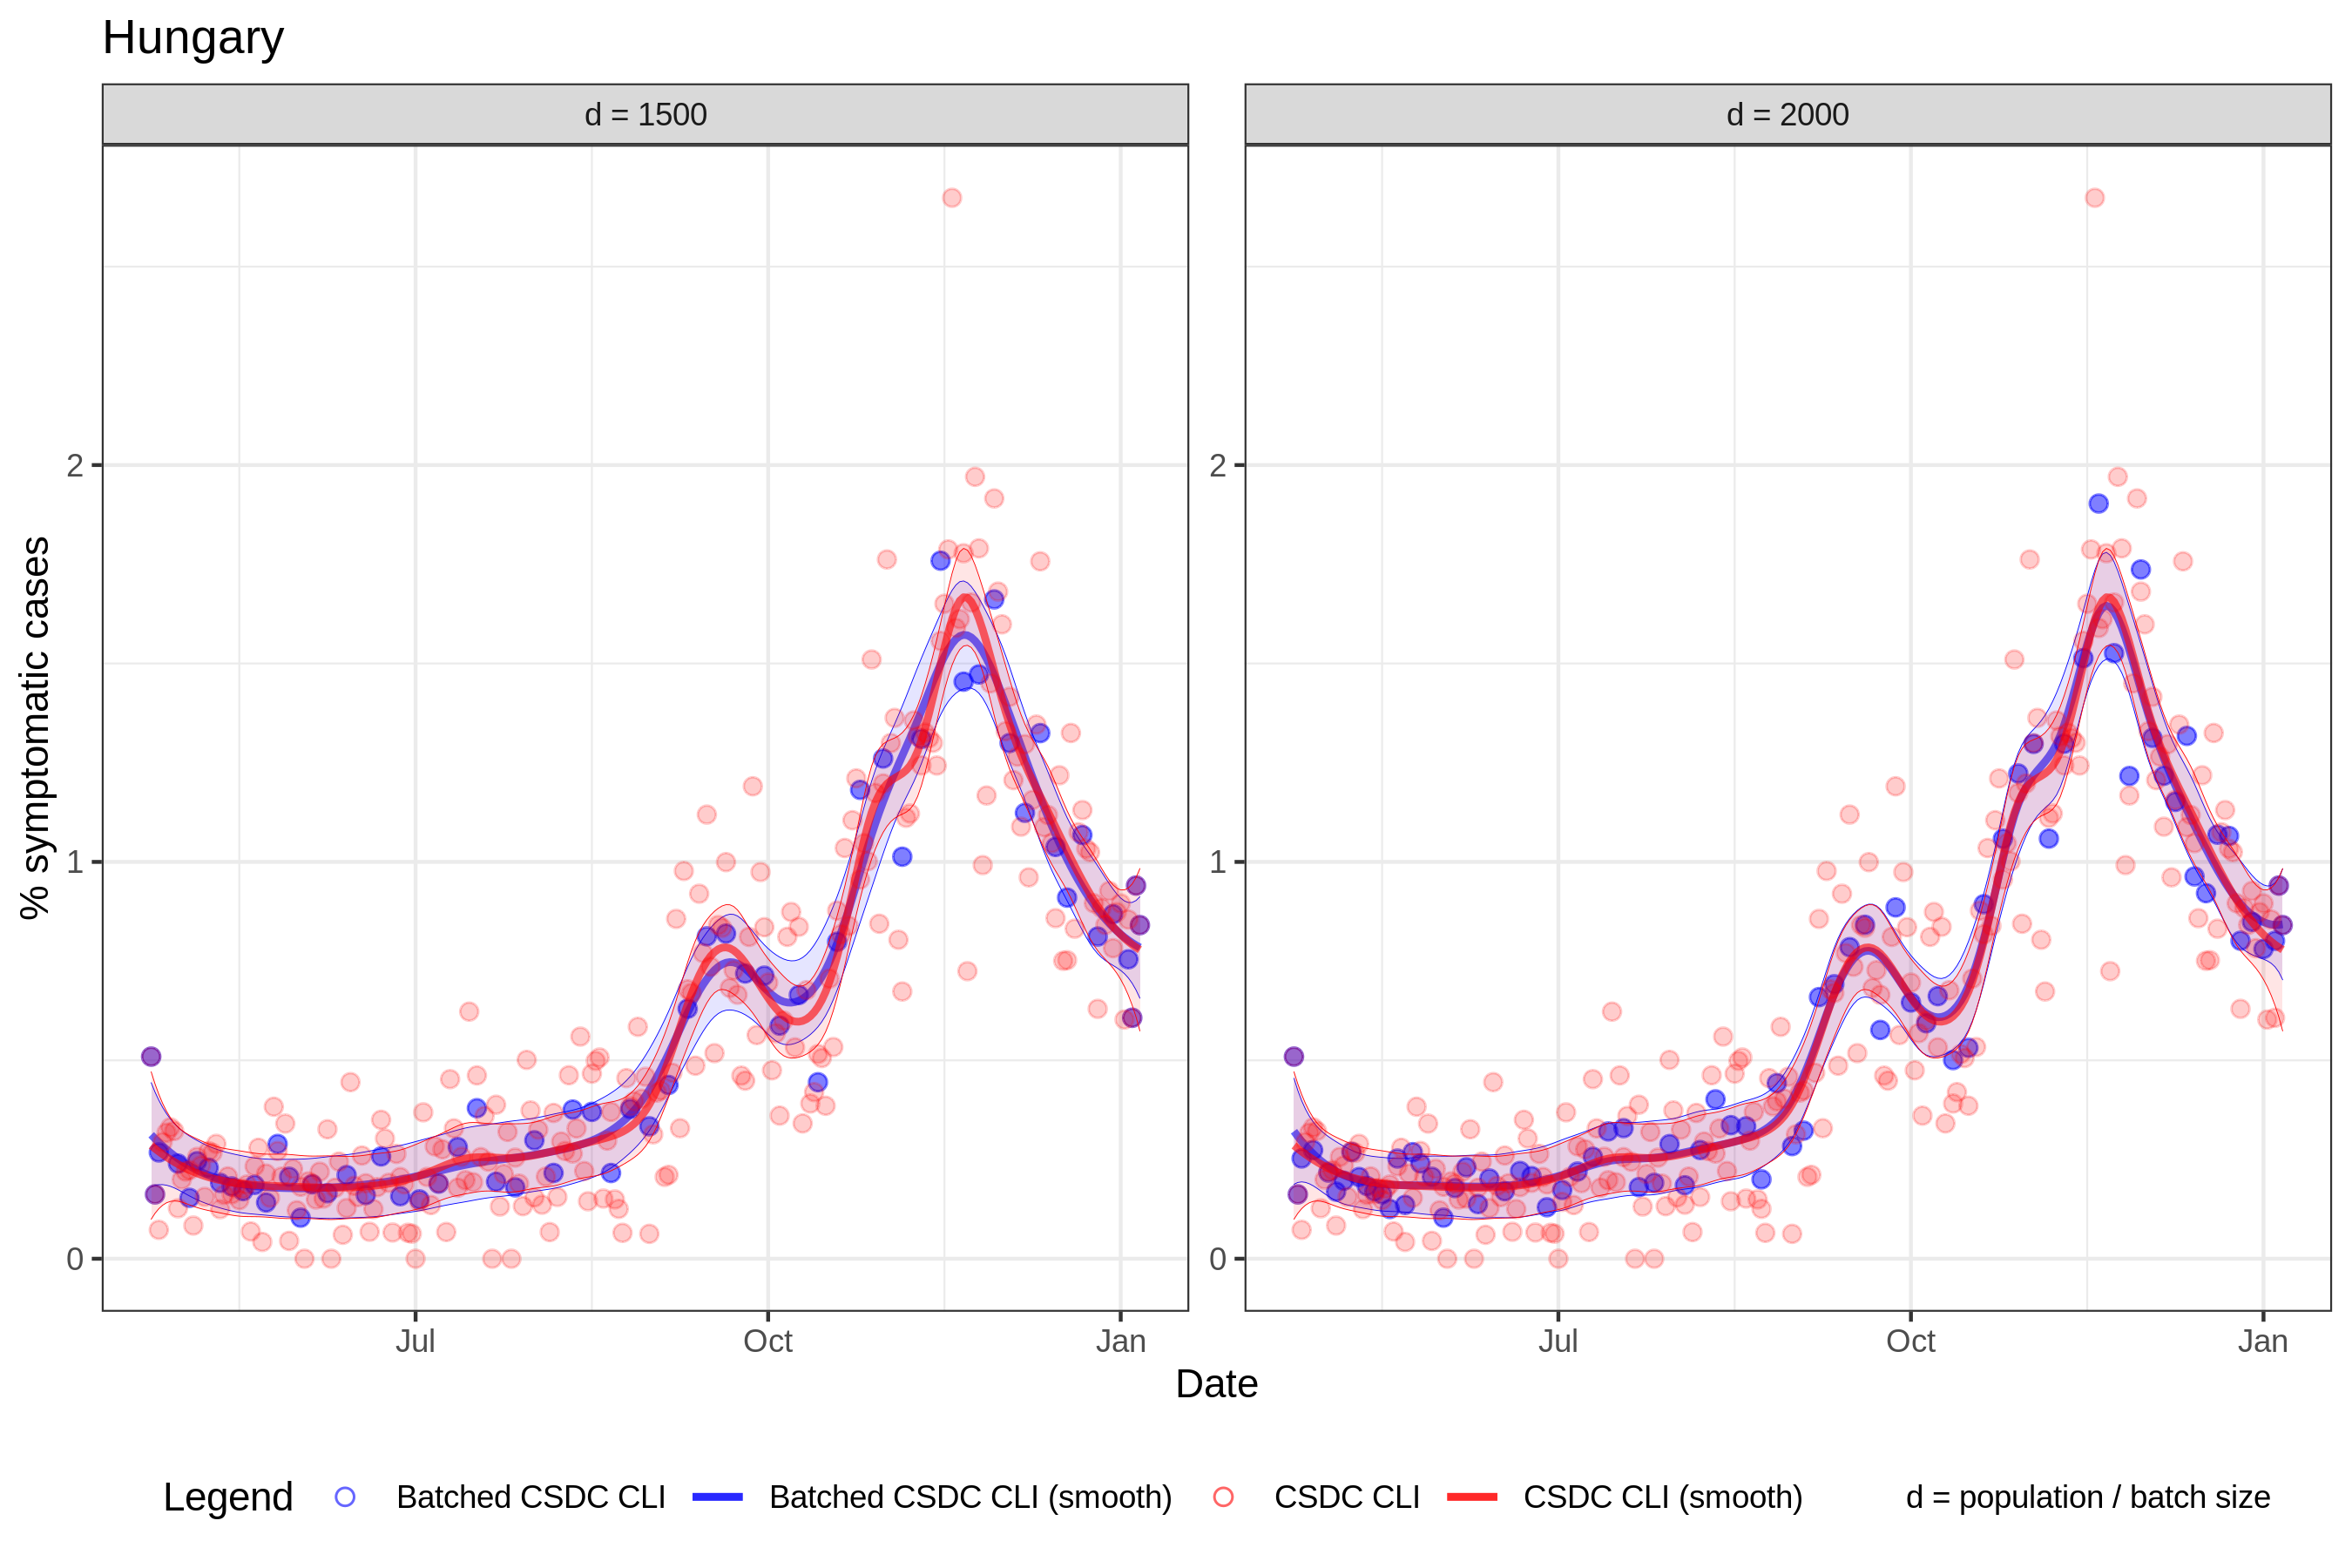 Hungary
d = 1500
d = 2000
% symptomatic cases
2
1
0
2
1
0
Jul
Oct
Jan
Jul
Oct
Jan
Date
Legend
Batched CSDC CLI
Batched CSDC CLI (smooth)
CSDC CLI
CSDC CLI (smooth)
d = population / batch size